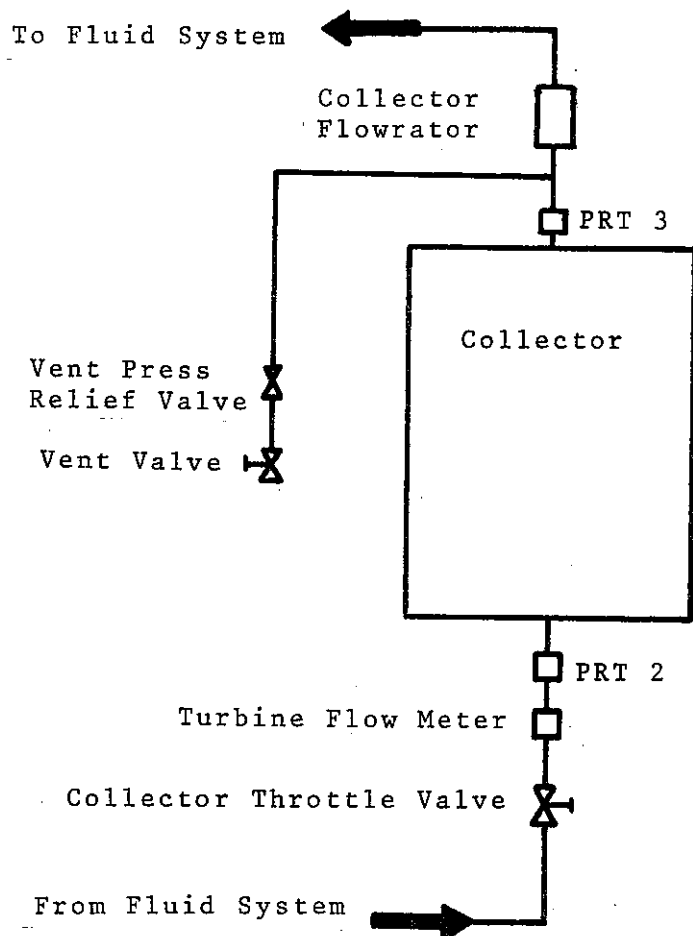 To Fluid System
Collector
Flowrator
PRT 3
Collector
Vent Press
Relief Valve
Vent Valve
PRT 2
Turbine Flow Meter
Collector Throttle Valve
From Fluid System